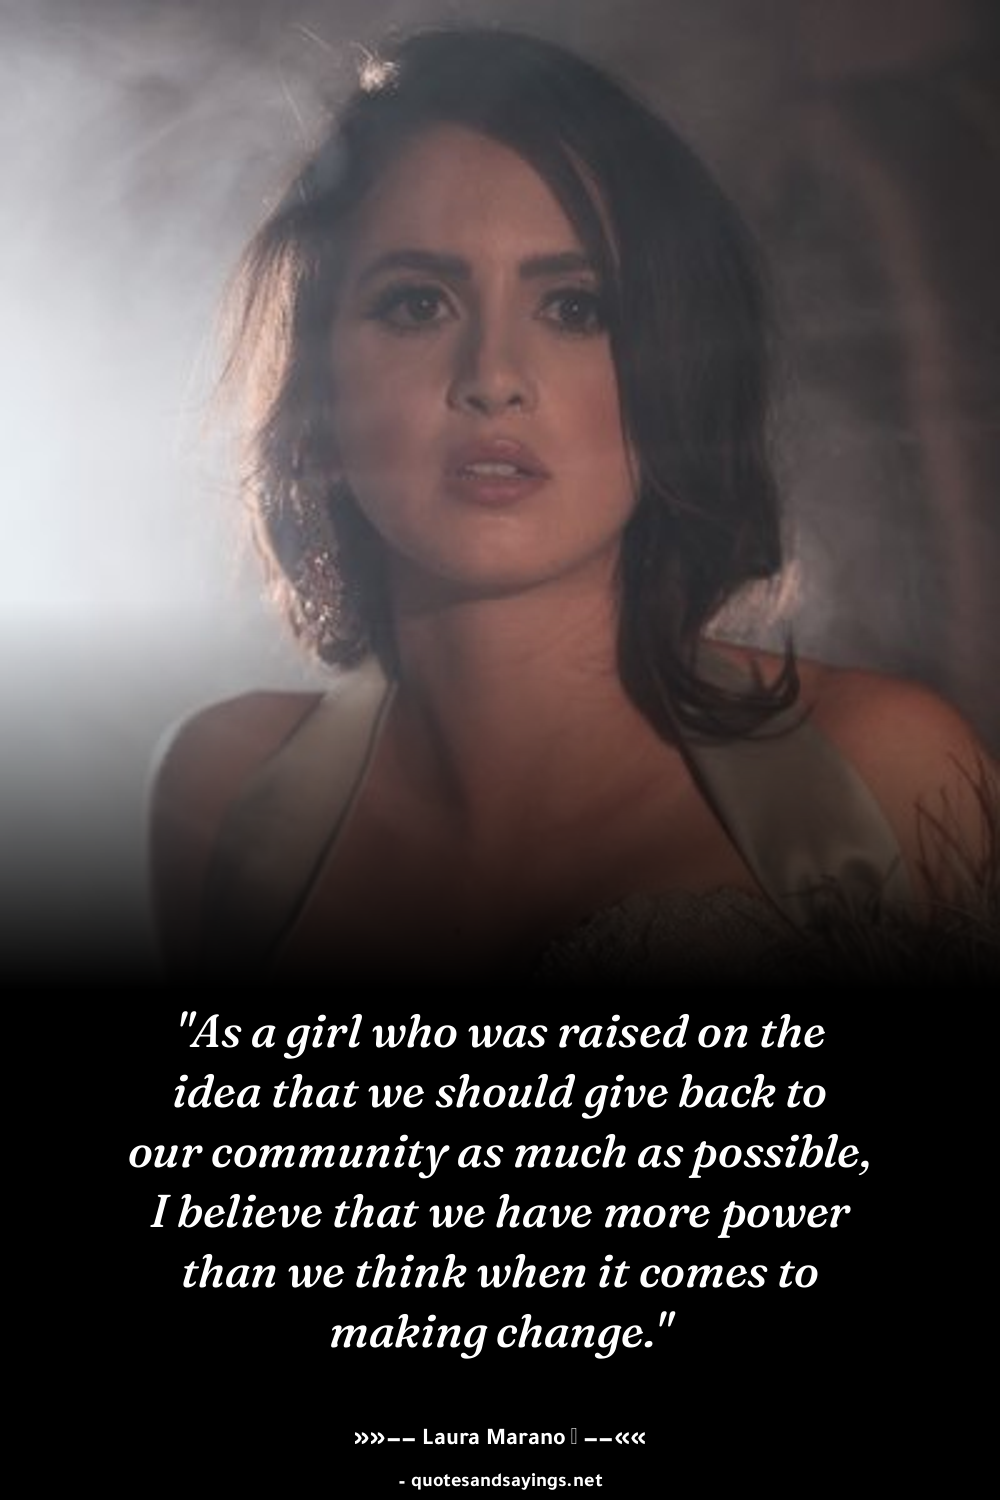 "As a girl who was raised on the
idea that we should give back to
our community as much as possible,
I believe that we have more power
than we think when it comes to
making change."
»»–– Laura Marano ––««
- quotesandsayings.net